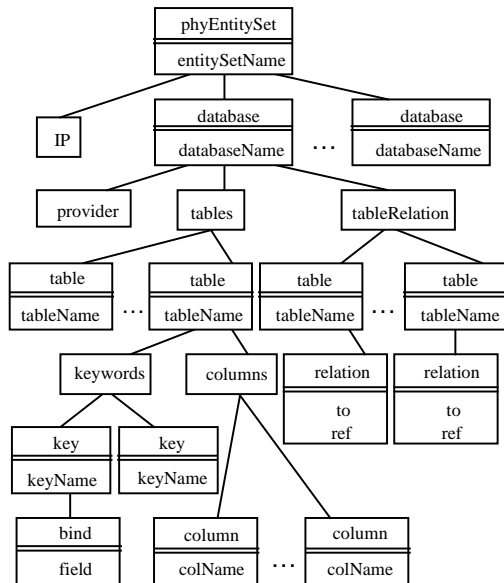 phyEntitySet
entitySetName
IP
database
databaseName
...
database
databaseName
provider
tables
tableRelation
table
tableName
...
table
tableName
table
tableName
...
table
tableName
keywords
columns
relation
to
ref
relation
to
ref
key
keyName
key
keyName
bind
field
column
colName
...
column
colName